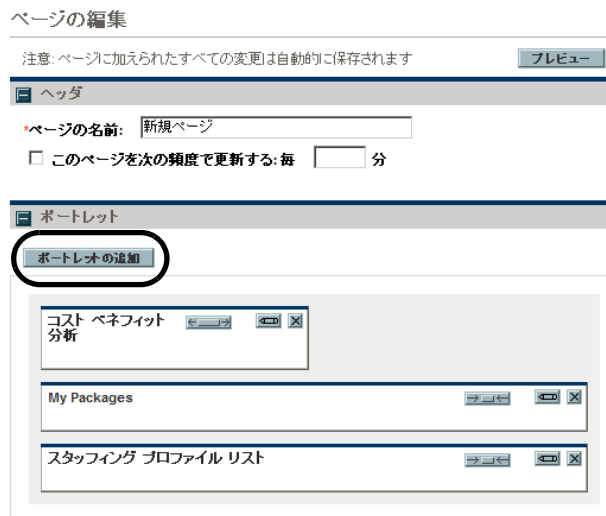 ページの編集
注意: ページに加えられたすべての変更は自動的に保存されます
プレビュー
ヘッダ
*ページの名前: 新規ページ
このページを次の頻度で更新する: 毎 分
ポートレット
ポートレットの追加
コスト ベネフィット
分析
My Packages
スタッフィング プロファイル リスト